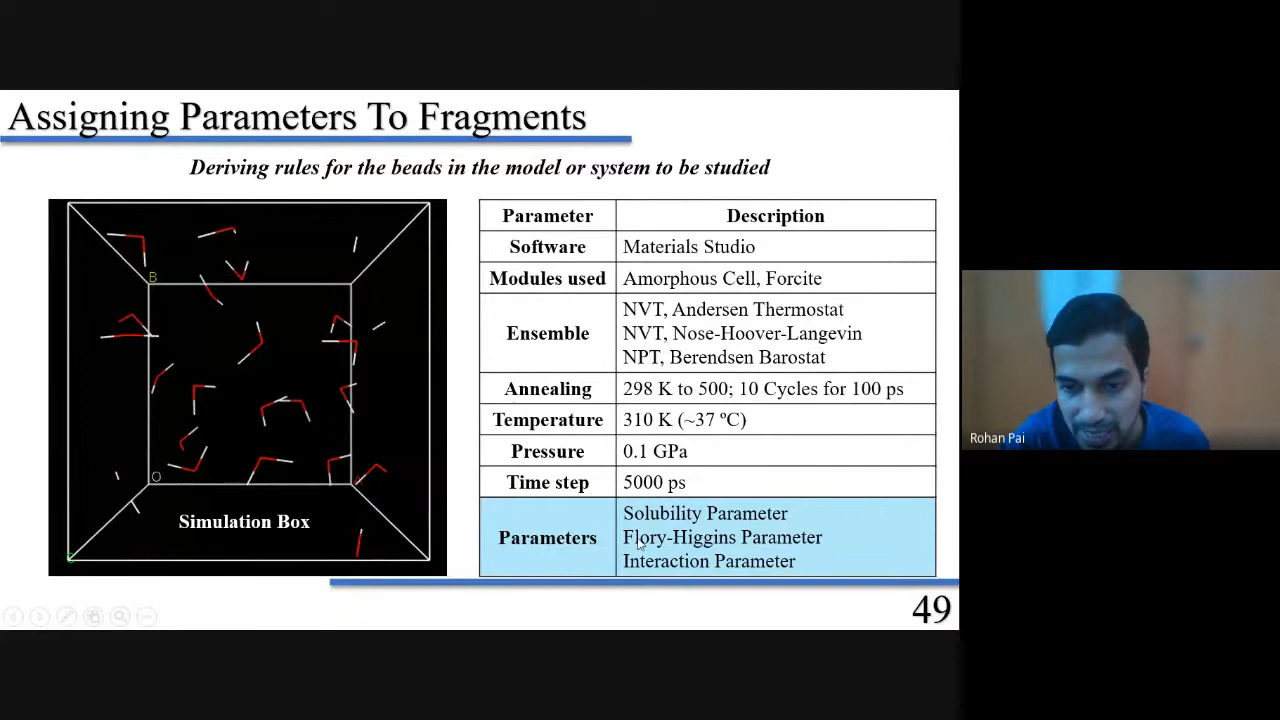 Assigning Parameters To Fragments
Deriving rules for the beads in the model or system to be studied
B
O
Simulation Box
Parameter Description
Software Materials Studio
Modules used Amorphous Cell, Forcite
Ensemble NVT, Andersen Thermostat
NVT, Nose-Hoover-Langevin
NPT, Berendsen Barostat
Annealing 298 K to 500; 10 Cycles for 100 ps
Temperature 310 K (~37 ºC)
Pressure 0.1 GPa
Time step 5000 ps
Parameters Solubility Parameter
Flory-Higgins Parameter
Interaction Parameter
49
Rohan Pai